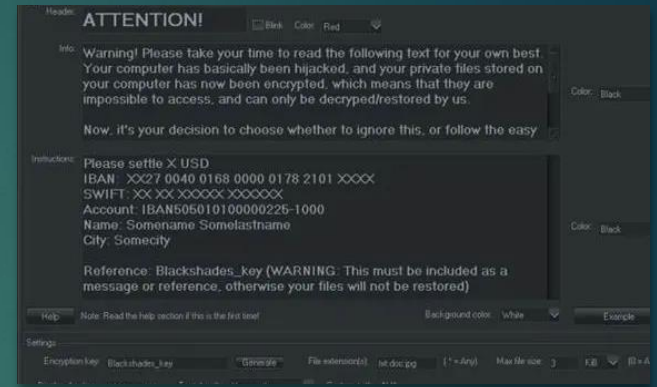 Header:
ATTENTION!
Blink Color: Red
Info:
Warning! Please take your time to read the following text for your own best.
Your computer has basically been hijacked, and your private files stored on
your computer has now been encrypted, which means that they are
impossible to access, and can only be decryped/restored by us.
Color: Black
Now, it's your decision to choose whether to ignore this, or follow the easy
Instructions:
Please settle X USD
IBAN: XX27 0040 0168 0000 0178 2101 XXXX
SWIFT: XX XX XXXXX XXXXXX
Account: IBAN505010100000225-1000
Name: Somename Somelastname
Color: Black
City: Somecity
Reference: Blackshades_key (WARNING: This must be included as a
message or reference, otherwise your files will not be restored)
Help Note: Read the help section if this is the first time! Background color: White Example
Settings
Encryption key: Blackshades_key Generate File extension(s): .txt.doc.jpg (*=Any) Max file size: 3 KiB